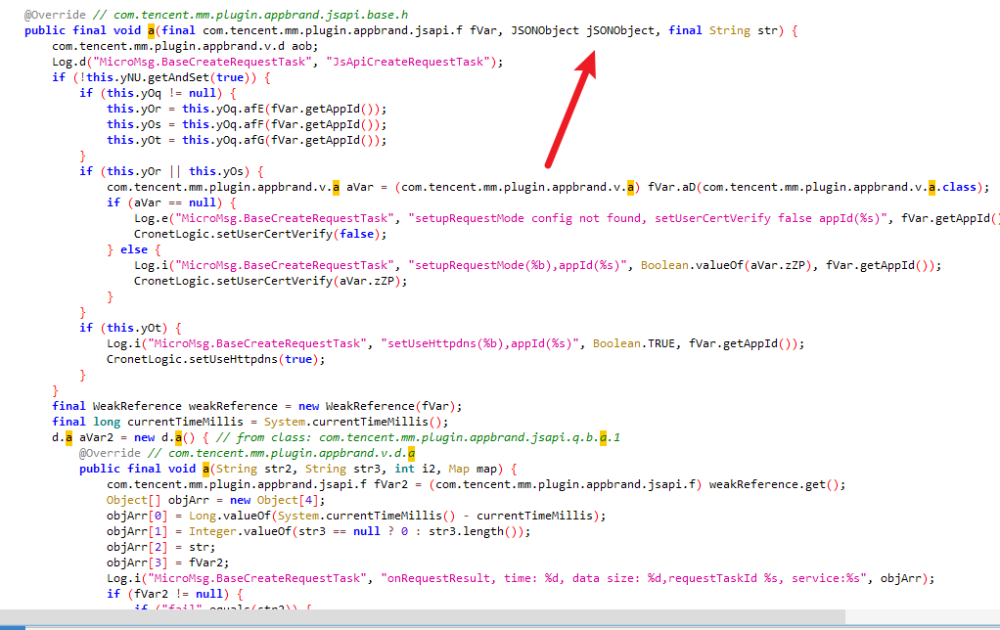 @Override // com.tencent.mm.plugin.appbrand.jsapi.base.h
public final void a(final com.tencent.mm.plugin.appbrand.jsapi.f fVar, JSONObject jSONObject, final String str) {
com.tencent.mm.plugin.appbrand.v.d aob;
Log.d("MicroMsg.BaseCreateRequestTask", "JsApiCreateRequestTask");
if (!this.yNU.getAndSet(true)) {
if (this.yOq != null) {
this.yOr = this.yOq.afE(fVar.getAppId());
this.yOs = this.yOq.afF(fVar.getAppId());
this.yOt = this.yOq.afG(fVar.getAppId());
}
if (this.yOr || this.yOs) {
com.tencent.mm.plugin.appbrand.v.a aVar = (com.tencent.mm.plugin.appbrand.v.a) fVar.aD(com.tencent.mm.plugin.appbrand.v.a.class);
if (aVar == null) {
Log.e("MicroMsg.BaseCreateRequestTask", "setupRequestMode config not found, setUserCertVerify false appId(%s)", fVar.getAppId()
CronetLogic.setUserCertVerify(false);
} else {
Log.i("MicroMsg.BaseCreateRequestTask", "setupRequestMode(%b),appId(%s)", Boolean.valueOf(aVar.zZP), fVar.getAppId());
CronetLogic.setUserCertVerify(aVar.zZP);
}
}
if (this.yOt) {
Log.i("MicroMsg.BaseCreateRequestTask", "setUseHttpdns(%b),appId(%s)", Boolean.TRUE, fVar.getAppId());
CronetLogic.setUseHttpdns(true);
}
}
final WeakReference weakReference = new WeakReference(fVar);
final long currentTimeMillis = System.currentTimeMillis();
d.a aVar2 = new d.a() { // from class: com.tencent.mm.plugin.appbrand.jsapi.q.b.a.1
@Override // com.tencent.mm.plugin.appbrand.v.d.a
public final void a(String str2, String str3, int i2, Map map) {
com.tencent.mm.plugin.appbrand.jsapi.f fVar2 = (com.tencent.mm.plugin.appbrand.jsapi.f) weakReference.get();
Object[] objArr = new Object[4];
objArr[0] = Long.valueOf(System.currentTimeMillis() - currentTimeMillis);
objArr[1] = Integer.valueOf(str3 == null ? 0 : str3.length());
objArr[2] = str;
objArr[3] = fVar2;
Log.i("MicroMsg.BaseCreateRequestTask", "onRequestResult, time: %d, data size: %d,requestTaskId %s, service:%s", objArr);
if (fVar2 != null) {
if ("fail".equals(str2)) {